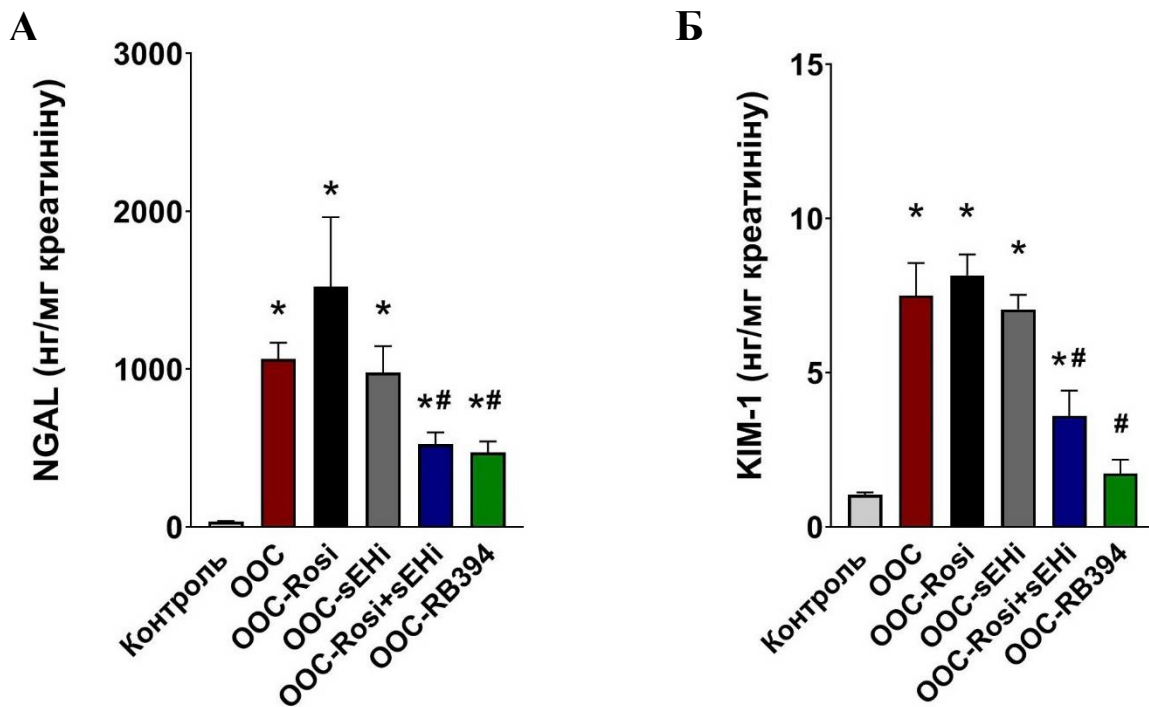 А
NGAL (нг/мг креатиніну)
3000
2000
1000
0
*
*
*
*#
*#
Контроль
ООС
ООС-Rosi
ООС-sEHi
ООС-Rosi+sEHi
ООС-RB394
Б
KIM-1 (нг/мг креатиніну)
15
10
5
0
*
*
*
*#
#
Контроль
ООС
ООС-Rosi
ООС-sEHi
ООС-Rosi+sEHi
ООС-RB394